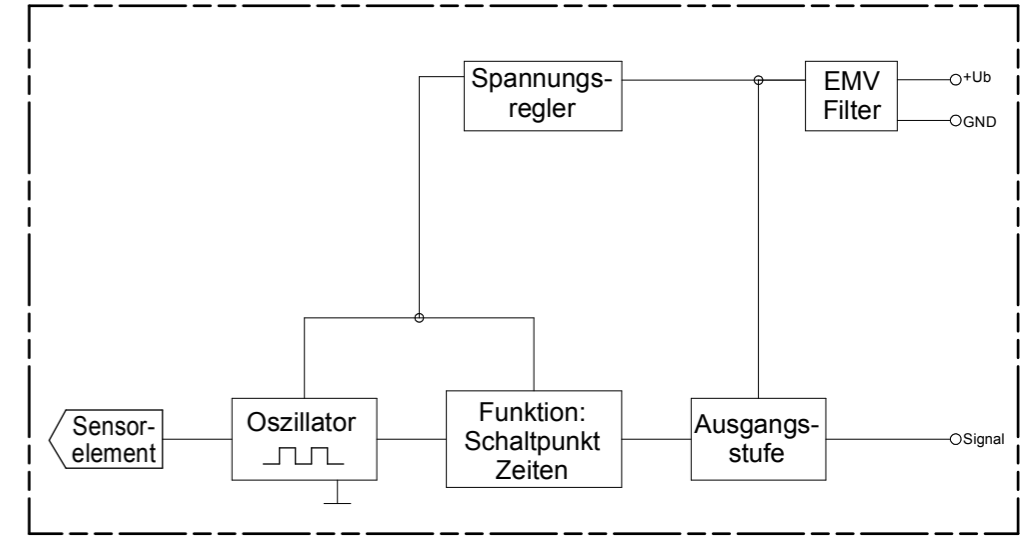 Spannungs-
regler
EMV
Filter
+Ub
GND
Sensor-
element
Oszillator
Funktion:
Schaltpunkt
Zeiten
Ausgangs-
stufe
Signal